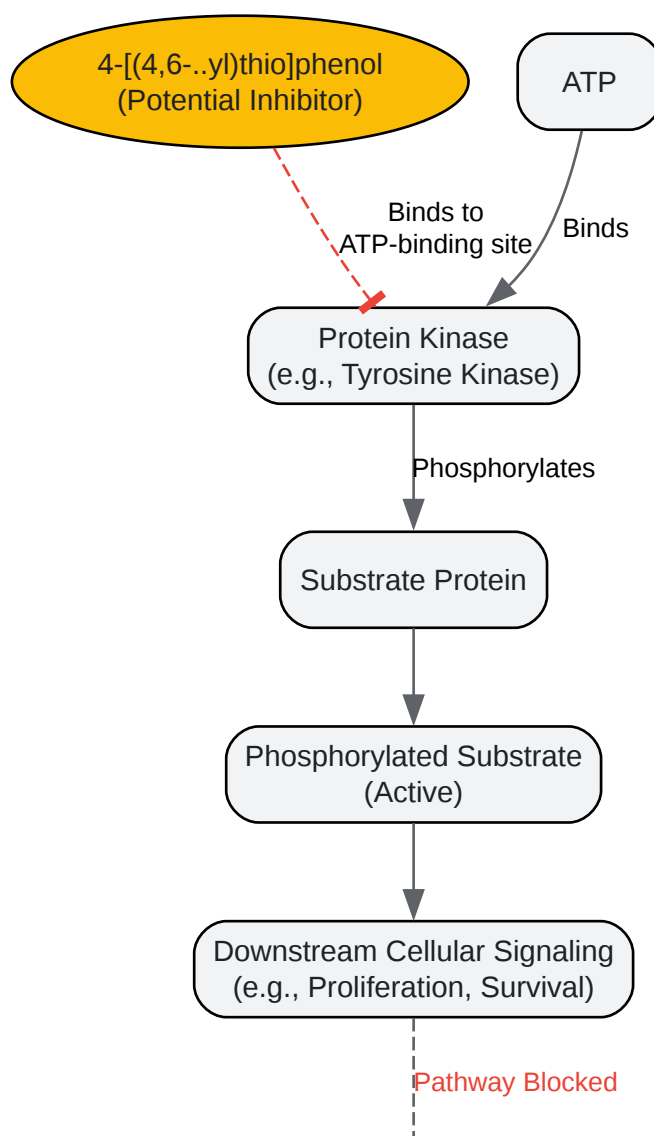 4-[(4,6-..yl)thio]phenol
(Potential Inhibitor)
ATP
Binds to
ATP-binding site
Binds
Protein Kinase
(e.g., Tyrosine Kinase)
Phosphorylates
Substrate Protein
Phosphorylated Substrate
(Active)
Downstream Cellular Signaling
(e.g., Proliferation, Survival)
Pathway Blocked